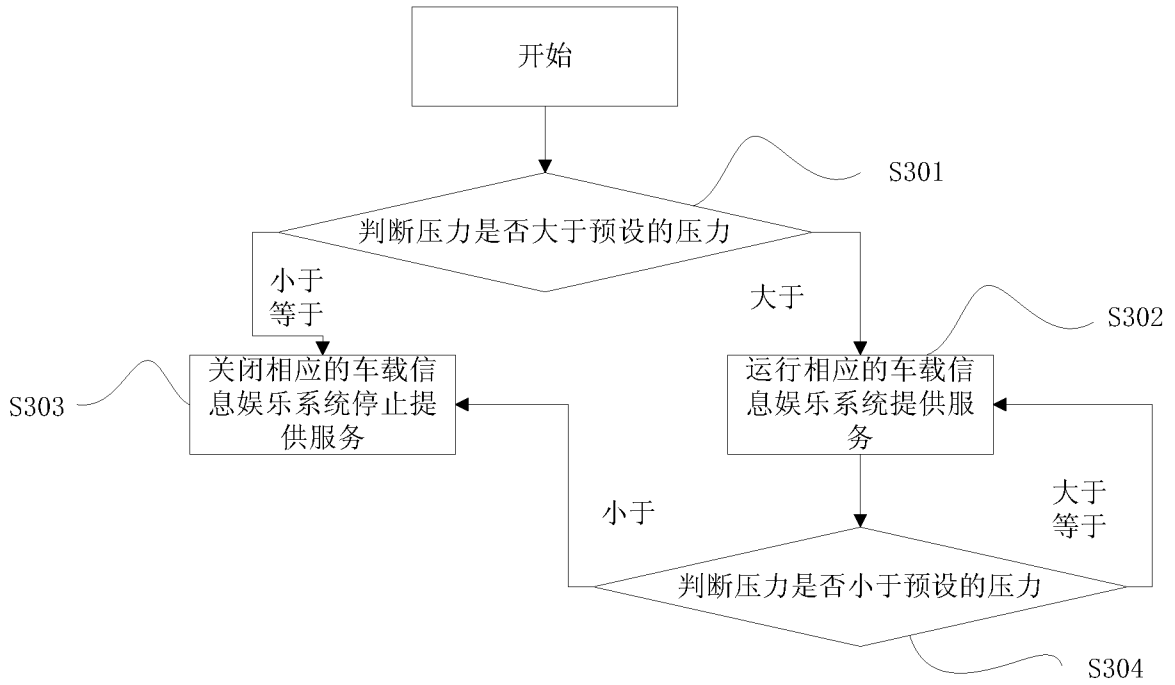 开始
S301
判断压力是否大于预设的压力
小于
等于
大于
S302
关闭相应的车载信
息娱乐系统停止提
供服务
运行相应的车载信
息娱乐系统提供服
务
S303
小于
大于
等于
判断压力是否小于预设的压力
S304